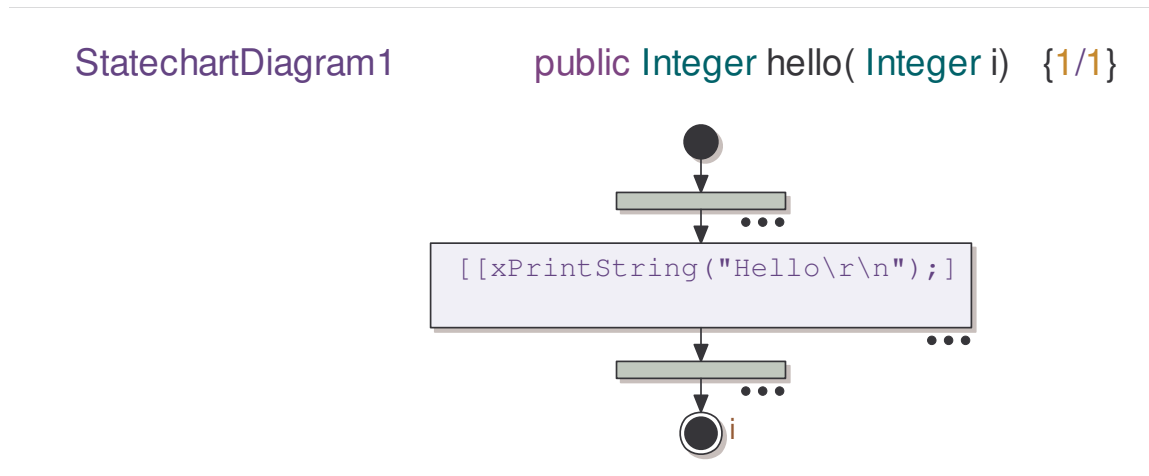 StatechartDiagram1 public Integer hello( Integer i) {1/1}
[[xPrintString("Hello\r\n");]
i